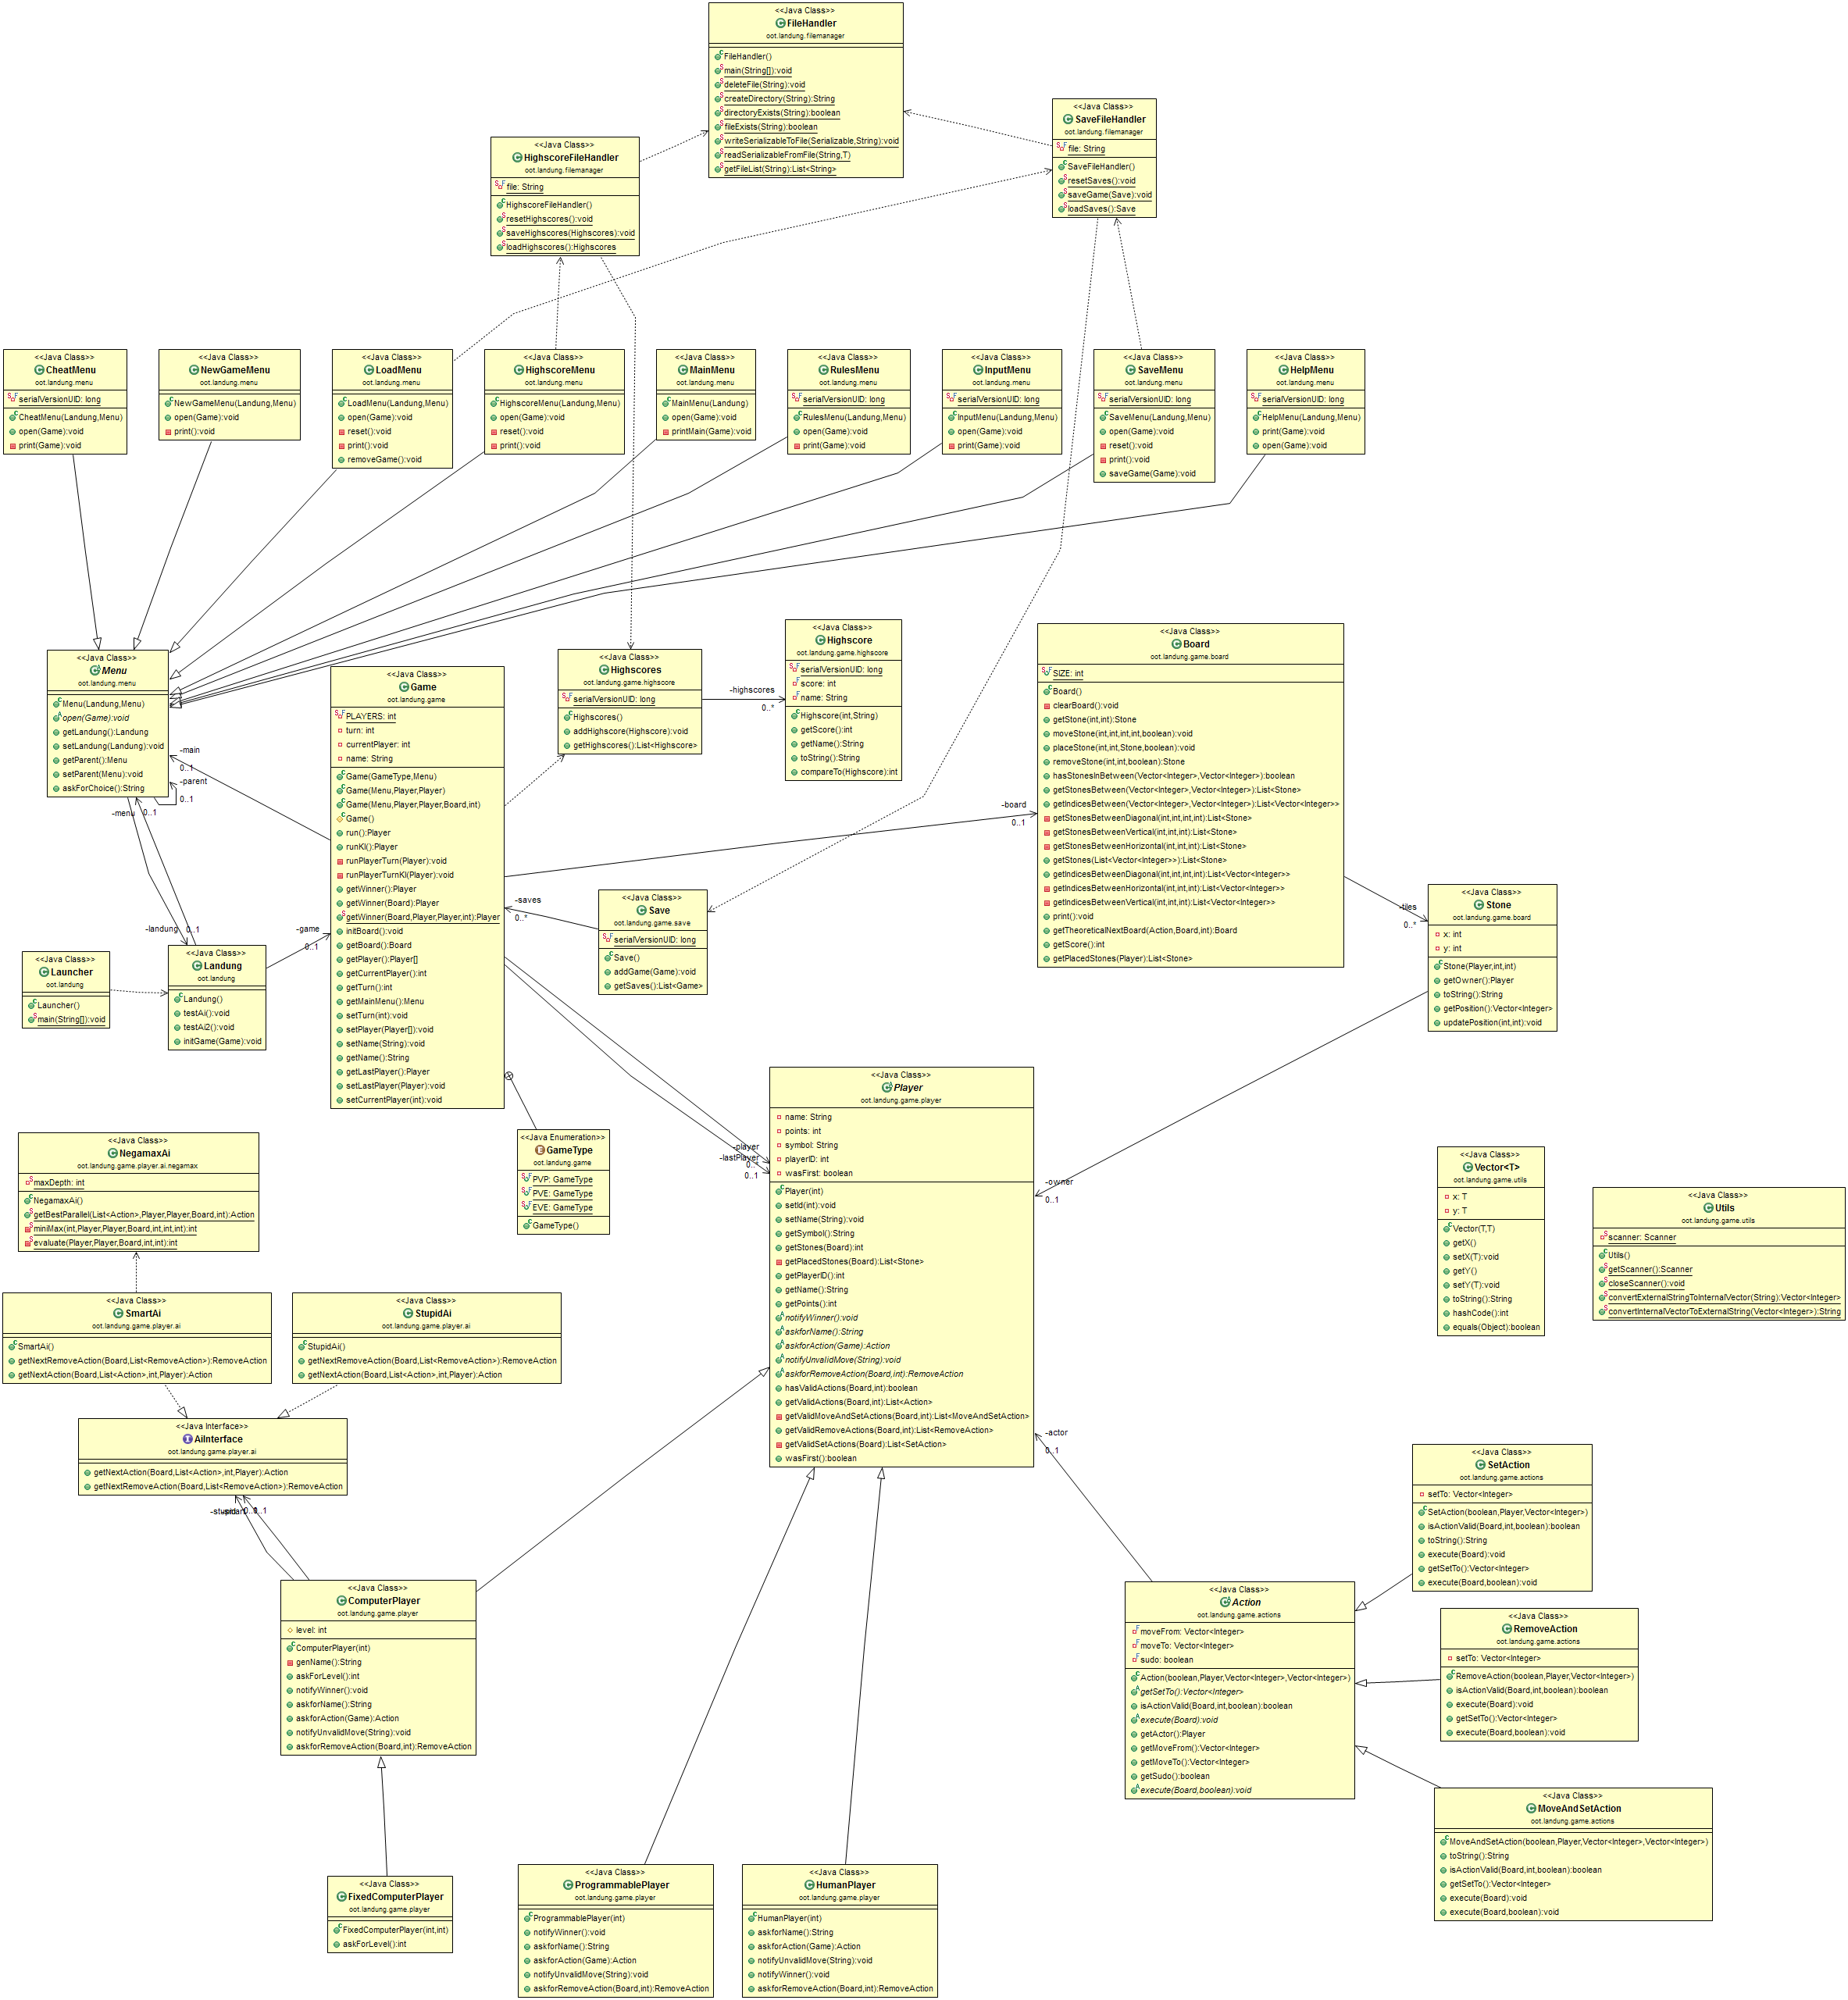 <<Java Class>>
FileHandler
oot.landung.filemanager
FileHandler()
main(String[]):void
deleteFile(String):void
createDirectory(String):String
directoryExists(String):boolean
fileExists(String):boolean
writeSerializableToFile(Serializable,String):void
readSerializableFromFile(String,T)
getFileList(String):List<String>
<<Java Class>>
SaveFileHandler
oot.landung.filemanager
file: String
SaveFileHandler()
resetSaves():void
saveGame(Save):void
loadSaves():Save
<<Java Class>>
HighscoreFileHandler
oot.landung.filemanager
file: String
HighscoreFileHandler()
resetHighscores():void
saveHighscores(Highscores):void
loadHighscores():Highscores
<<Java Class>>
CheatMenu
oot.landung.menu
serialVersionUID: long
CheatMenu(Landung,Menu)
open(Game):void
print(Game):void
<<Java Class>>
NewGameMenu
oot.landung.menu
NewGameMenu(Landung,Menu)
open(Game):void
print():void
<<Java Class>>
LoadMenu
oot.landung.menu
LoadMenu(Landung,Menu)
open(Game):void
reset():void
print():void
removeGame():void
<<Java Class>>
HighscoreMenu
oot.landung.menu
HighscoreMenu(Landung,Menu)
open(Game):void
reset():void
print():void
<<Java Class>>
MainMenu
oot.landung.menu
MainMenu(Landung)
open(Game):void
printMain(Game):void
<<Java Class>>
RulesMenu
oot.landung.menu
serialVersionUID: long
RulesMenu(Landung,Menu)
open(Game):void
print(Game):void
<<Java Class>>
InputMenu
oot.landung.menu
serialVersionUID: long
InputMenu(Landung,Menu)
open(Game):void
print(Game):void
<<Java Class>>
SaveMenu
oot.landung.menu
serialVersionUID: long
SaveMenu(Landung,Menu)
open(Game):void
reset():void
print():void
saveGame(Game):void
<<Java Class>>
HelpMenu
oot.landung.menu
serialVersionUID: long
HelpMenu(Landung,Menu)
print(Game):void
open(Game):void
<<Java Class>>
Menu
oot.landung.menu
Menu(Landung,Menu)
open(Game):void
getLandung():Landung
setLandung(Landung):void
getParent():Menu
setParent(Menu):void
askForChoice():String
-main
0..1
-parent
0..1
-menu
0..1
-landung
0..1
<<Java Class>>
Game
oot.landung.game
PLAYERS: int
turn: int
currentPlayer: int
name: String
Game(GameType,Menu)
Game(Menu,Player,Player)
Game(Menu,Player,Player,Board,int)
Game()
run():Player
runKI():Player
runPlayerTurn(Player):void
runPlayerTurnKI(Player):void
getWinner():Player
getWinner(Board):Player
getWinner(Board,Player,Player,int):Player
initBoard():void
getBoard():Board
getPlayer():Player[]
getCurrentPlayer():int
getTurn():int
getMainMenu():Menu
setTurn(int):void
setPlayer(Player[]):void
setName(String):void
getName():String
getLastPlayer():Player
setLastPlayer(Player):void
setCurrentPlayer(int):void
<<Java Class>>
Highscores
oot.landung.game.highscore
serialVersionUID: long
Highscores()
addHighscore(Highscore):void
getHighscores():List<Highscore>
-highscores
0..*
<<Java Class>>
Highscore
oot.landung.game.highscore
serialVersionUID: long
score: int
name: String
Highscore(int,String)
getScore():int
getName():String
toString():String
compareTo(Highscore):int
<<Java Class>>
Board
oot.landung.game.board
SIZE: int
Board()
clearBoard():void
getStone(int,int):Stone
moveStone(int,int,int,int,boolean):void
placeStone(int,int,Stone,boolean):void
removeStone(int,int,boolean):Stone
hasStonesInBetween(Vector<Integer>,Vector<Integer>):boolean
getStonesBetween(Vector<Integer>,Vector<Integer>):List<Stone>
getIndicesBetween(Vector<Integer>,Vector<Integer>):List<Vector<Integer>>
getStonesBetweenDiagonal(int,int,int,int):List<Stone>
getStonesBetweenVertical(int,int,int):List<Stone>
getStonesBetweenHorizontal(int,int,int):List<Stone>
getStones(List<Vector<Integer>>):List<Stone>
getIndicesBetweenDiagonal(int,int,int,int):List<Vector<Integer>>
getIndicesBetweenHorizontal(int,int,int):List<Vector<Integer>>
getIndicesBetweenVertical(int,int,int):List<Vector<Integer>>
print():void
getTheoreticalNextBoard(Action,Board,int):Board
getScore():int
getPlacedStones(Player):List<Stone>
-board
0..1
-tiles
0..*
<<Java Class>>
Stone
oot.landung.game.board
x: int
y: int
Stone(Player,int,int)
getOwner():Player
toString():String
getPosition():Vector<Integer>
updatePosition(int,int):void
-saves
0..*
<<Java Class>>
Save
oot.landung.game.save
serialVersionUID: long
Save()
addGame(Game):void
getSaves():List<Game>
<<Java Class>>
Launcher
oot.landung
Launcher()
main(String[]):void
<<Java Class>>
Landung
oot.landung
Landung()
testAi():void
testAi2():void
initGame(Game):void
-game
0..1
<<Java Enumeration>>
GameType
oot.landung.game
PVP: GameType
PVE: GameType
EVE: GameType
GameType()
-player
0..*
-lastPlayer
0..1
<<Java Class>>
Player
oot.landung.game.player
name: String
points: int
symbol: String
playerID: int
wasFirst: boolean
Player(int)
setId(int):void
setName(String):void
getSymbol():String
getStones(Board):int
getPlacedStones(Board):List<Stone>
getPlayerID():int
getName():String
getPoints():int
notifyWinner():void
askforName():String
askforAction(Game):Action
notifyUnvalidMove(String):void
askforRemoveAction(Board,int):RemoveAction
hasValidActions(Board,int):boolean
getValidActions(Board,int):List<Action>
getValidMoveAndSetActions(Board,int):List<MoveAndSetAction>
getValidRemoveActions(Board,int):List<RemoveAction>
getValidSetActions(Board):List<SetAction>
wasFirst():boolean
-owner
0..1
-actor
0..1
<<Java Class>>
Vector<T>
oot.landung.game.utils
x: T
y: T
Vector(T,T)
getX()
setX(T):void
getY()
setY(T):void
toString():String
hashCode():int
equals(Object):boolean
<<Java Class>>
Utils
oot.landung.game.utils
scanner: Scanner
Utils()
getScanner():Scanner
closeScanner():void
convertExternalStringToInternalVector(String):Vector<Integer>
convertInternalVectorToExternalString(Vector<Integer>):String
<<Java Class>>
NegamaxAi
oot.landung.game.player.ai.negamax
maxDepth: int
NegamaxAi()
getBestParallel(List<Action>,Player,Player,Board,int):Action
miniMax(int,Player,Player,Board,int,int,int):int
evaluate(Player,Player,Board,int,int):int
<<Java Class>>
SmartAi
oot.landung.game.player.ai
SmartAi()
getNextRemoveAction(Board,List<RemoveAction>):RemoveAction
getNextAction(Board,List<Action>,int,Player):Action
<<Java Class>>
StupidAi
oot.landung.game.player.ai
StupidAi()
getNextRemoveAction(Board,List<RemoveAction>):RemoveAction
getNextAction(Board,List<Action>,int,Player):Action
<<Java Interface>>
AiInterface
oot.landung.game.player.ai
getNextAction(Board,List<Action>,int,Player):Action
getNextRemoveAction(Board,List<RemoveAction>):RemoveAction
0..1
<<Java Class>>
ComputerPlayer
oot.landung.game.player
level: int
ComputerPlayer(int)
genName():String
askForLevel():int
notifyWinner():void
askforName():String
askforAction(Game):Action
notifyUnvalidMove(String):void
askforRemoveAction(Board,int):RemoveAction
<<Java Class>>
FixedComputerPlayer
oot.landung.game.player
FixedComputerPlayer(int,int)
askForLevel():int
<<Java Class>>
ProgrammablePlayer
oot.landung.game.player
ProgrammablePlayer(int)
notifyWinner():void
askforName():String
askforAction(Game):Action
notifyUnvalidMove(String):void
askforRemoveAction(Board,int):RemoveAction
<<Java Class>>
HumanPlayer
oot.landung.game.player
HumanPlayer(int)
askforName():String
askforAction(Game):Action
notifyUnvalidMove(String):void
notifyWinner():void
askforRemoveAction(Board,int):RemoveAction
<<Java Class>>
Action
oot.landung.game.actions
moveFrom: Vector<Integer>
moveTo: Vector<Integer>
sudo: boolean
Action(boolean,Player,Vector<Integer>,Vector<Integer>)
getSetTo():Vector<Integer>
isActionValid(Board,int,boolean):boolean
execute(Board):void
getActor():Player
getMoveFrom():Vector<Integer>
getMoveTo():Vector<Integer>
getSudo():boolean
execute(Board,boolean):void
<<Java Class>>
SetAction
oot.landung.game.actions
setTo: Vector<Integer>
SetAction(boolean,Player,Vector<Integer>)
isActionValid(Board,int,boolean):boolean
toString():String
execute(Board):void
getSetTo():Vector<Integer>
execute(Board,boolean):void
<<Java Class>>
RemoveAction
oot.landung.game.actions
setTo: Vector<Integer>
RemoveAction(boolean,Player,Vector<Integer>)
isActionValid(Board,int,boolean):boolean
execute(Board):void
getSetTo():Vector<Integer>
execute(Board,boolean):void
<<Java Class>>
MoveAndSetAction
oot.landung.game.actions
MoveAndSetAction(boolean,Player,Vector<Integer>,Vector<Integer>)
toString():String
isActionValid(Board,int,boolean):boolean
getSetTo():Vector<Integer>
execute(Board):void
execute(Board,boolean):void